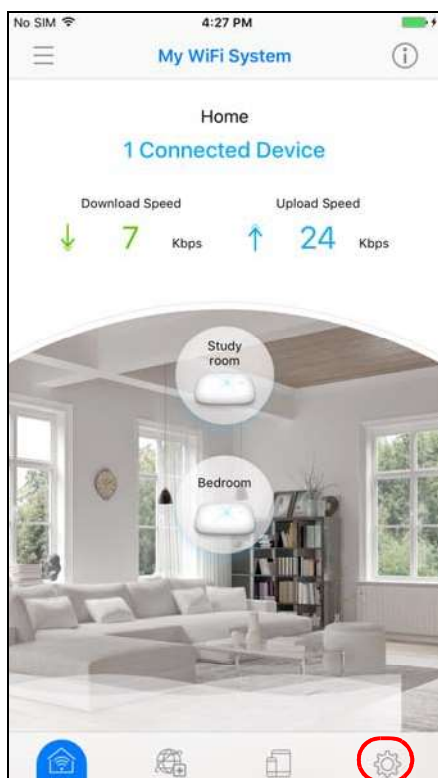 No SIM 4:27 PM
My WiFi System
Home
1 Connected Device
Download Speed Upload Speed
7 Kbps 24 Kbps
Study
room
Bedroom